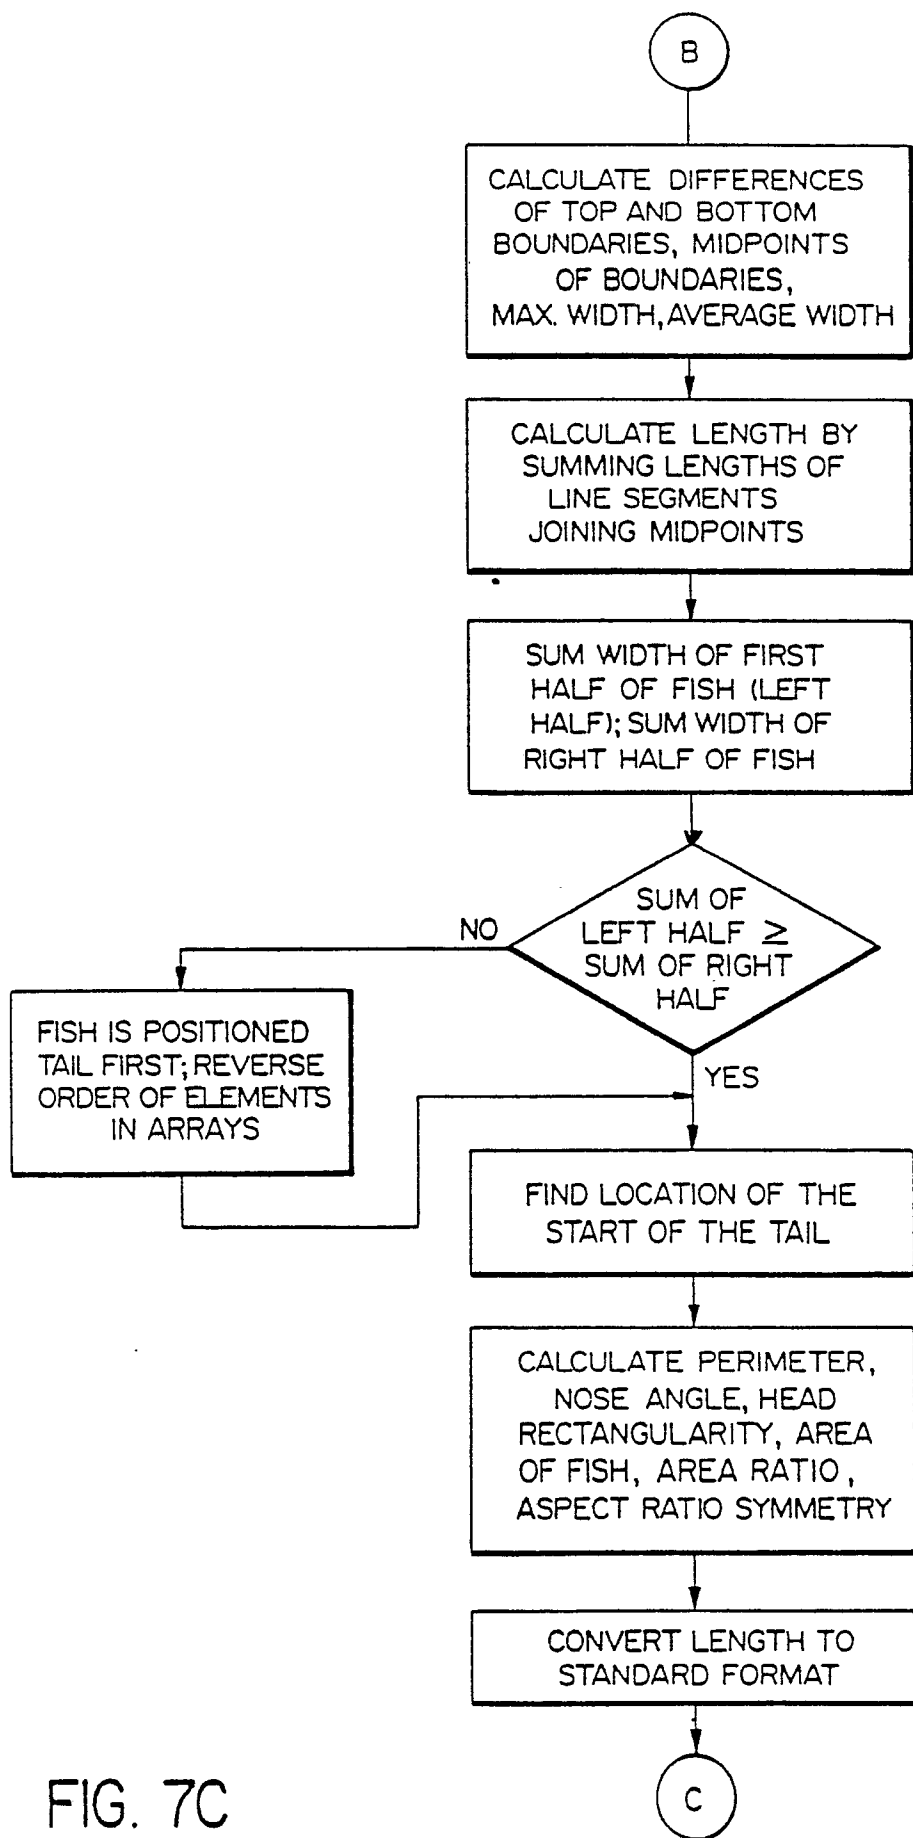 B
CALCULATE DIFFERENCES
OF TOP AND BOTTOM
BOUNDARIES, MIDPOINTS
OF BOUNDARIES,
MAX. WIDTH, AVERAGE WIDTH
CALCULATE LENGTH BY
SUMMING LENGTHS OF
LINE SEGMENTS
JOINING MIDPOINTS
SUM WIDTH OF FIRST
HALF OF FISH (LEFT
HALF); SUM WIDTH OF
RIGHT HALF OF FISH
SUM OF
LEFT HALF ≥
SUM OF RIGHT
HALF
NO
FISH IS POSITIONED
TAIL FIRST; REVERSE
ORDER OF ELEMENTS
IN ARRAYS
YES
FIND LOCATION OF THE
START OF THE TAIL
CALCULATE PERIMETER,
NOSE ANGLE, HEAD
RECTANGULARITY, AREA
OF FISH, AREA RATIO,
ASPECT RATIO SYMMETRY
CONVERT LENGTH TO
STANDARD FORMAT
C
FIG. 7C